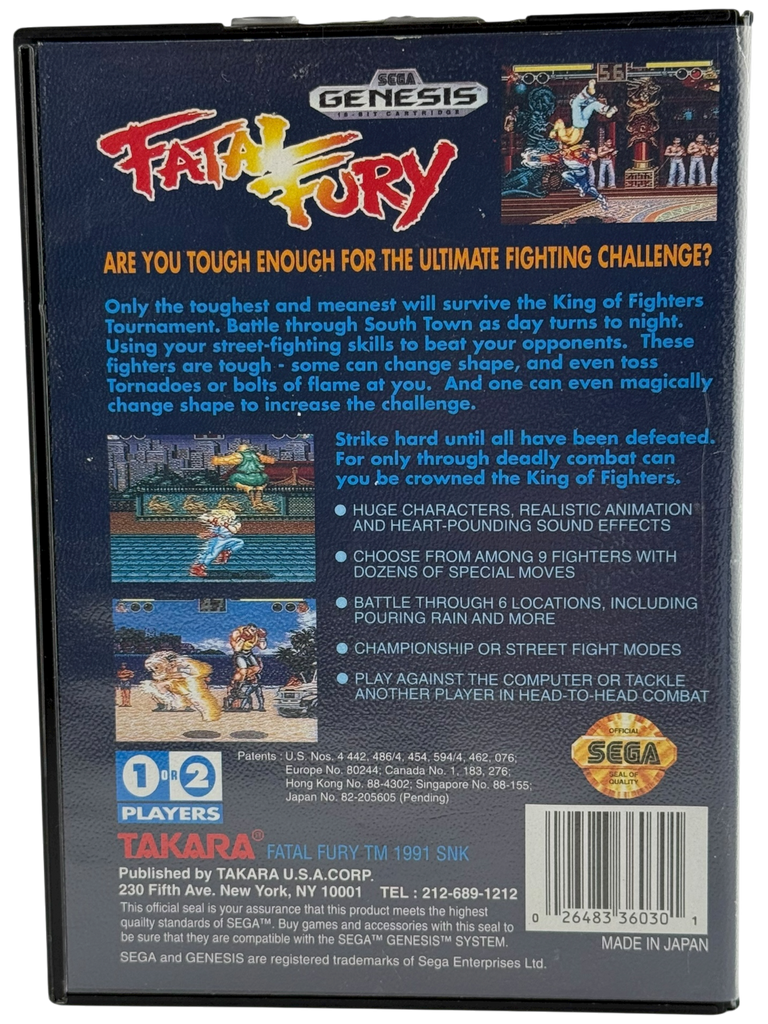 SEGA
GENESIS
16-BIT CARTRIDGE
FATAL FURY
56
ARE YOU TOUGH ENOUGH FOR THE ULTIMATE FIGHTING CHALLENGE?
Only the toughest and meanest will survive the King of Fighters
Tournament. Battle through South Town as day turns to night.
Using your street-fighting skills to beat your opponents. These
fighters are tough - some can change shape, and even toss
Tornadoes or bolts of flame at you. And one can even magically
change shape to increase the challenge.
Strike hard until all have been defeated.
For only through deadly combat can
you be crowned the King of Fighters.
● HUGE CHARACTERS, REALISTIC ANIMATION
AND HEART-POUNDING SOUND EFFECTS
● CHOOSE FROM AMONG 9 FIGHTERS WITH
DOZENS OF SPECIAL MOVES
● BATTLE THROUGH 6 LOCATIONS, INCLUDING
POURING RAIN AND MORE
● CHAMPIONSHIP OR STREET FIGHT MODES
● PLAY AGAINST THE COMPUTER OR TACKLE
ANOTHER PLAYER IN HEAD-TO-HEAD COMBAT
OFFICIAL
SEGA
SEAL OF
QUALITY
1 OR 2
PLAYERS
Patents : U.S. Nos. 4 442, 486/4, 454, 594/4, 462, 076;
Europe No. 80244; Canada No. 1, 183, 276;
Hong Kong No. 88-4302; Singapore No. 88-155;
Japan No. 82-205605 (Pending)
TAKARA® FATAL FURY TM 1991 SNK
Published by TAKARA U.S.A.CORP.
230 Fifth Ave. New York, NY 10001 TEL : 212-689-1212
This official seal is your assurance that this product meets the highest
quailty standards of SEGA™. Buy games and accessories with this seal to
be sure that they are compatible with the SEGA™ GENESIS™ SYSTEM.
SEGA and GENESIS are registered trademarks of Sega Enterprises Ltd.
0 26483 36030 1
MADE IN JAPAN